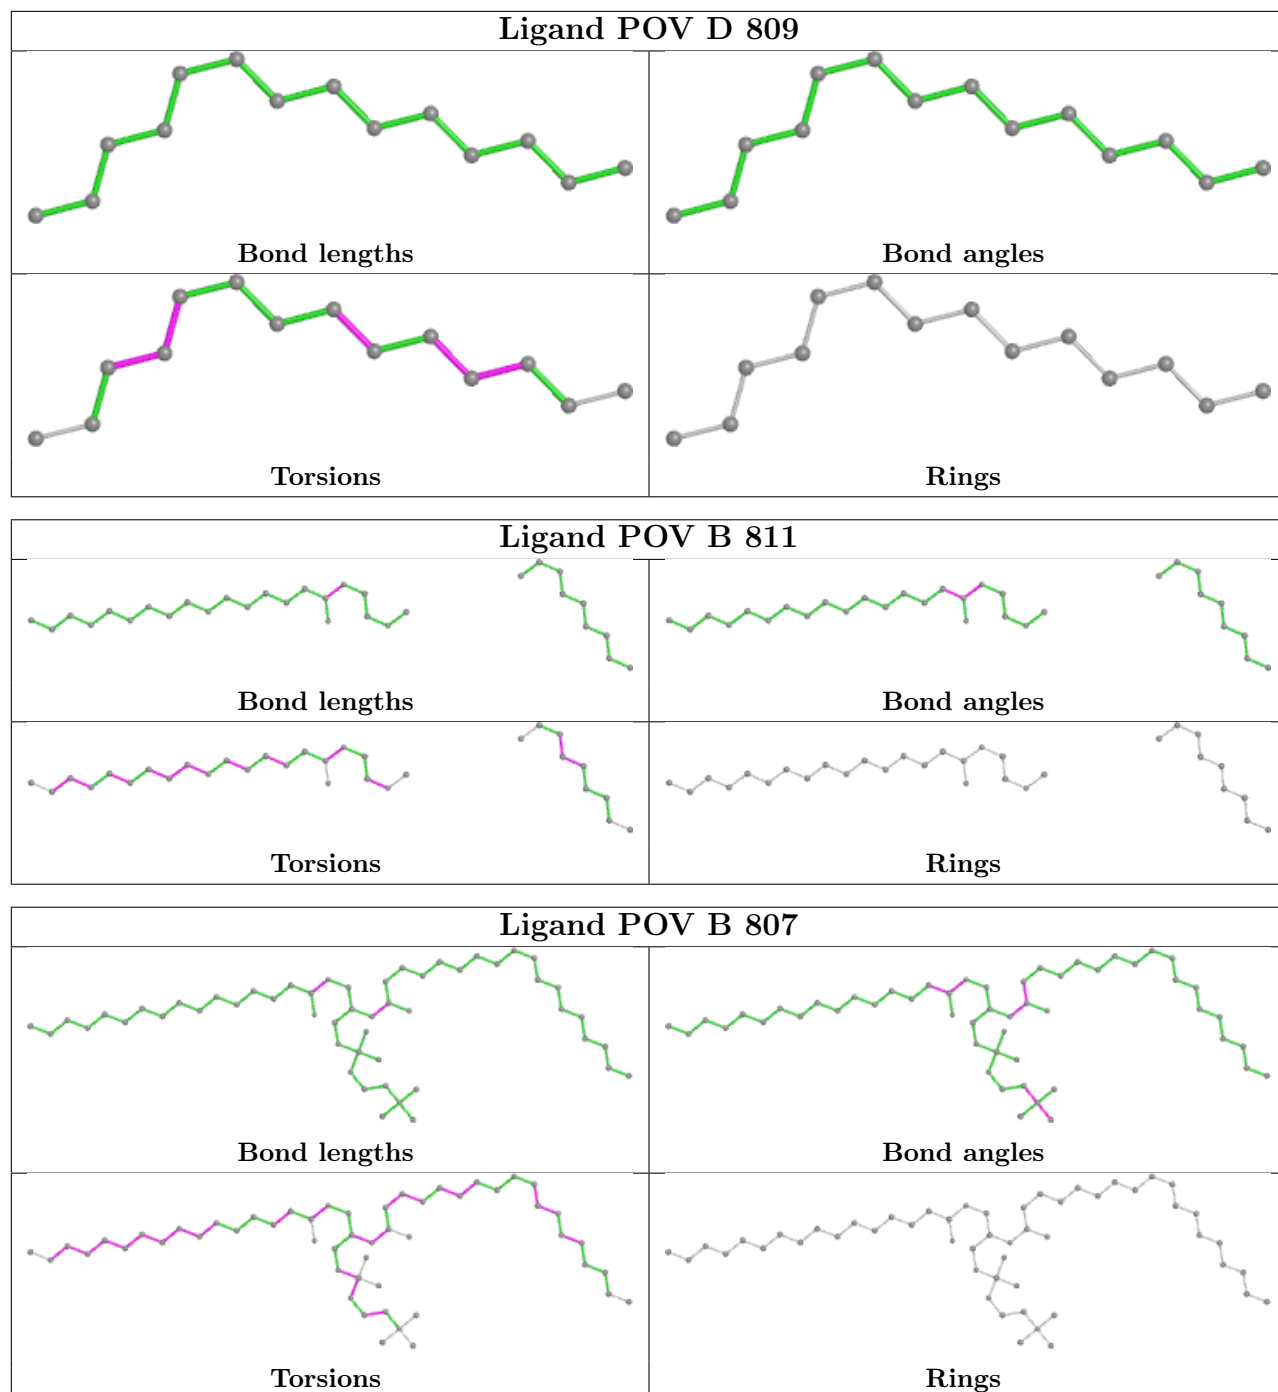 Ligand POV D 809
Bond lengths
Bond angles
Torsions
Rings
Ligand POV B 811
Bond lengths
Bond angles
Torsions
Rings
Ligand POV B 807
Bond lengths
Bond angles
Torsions
Rings